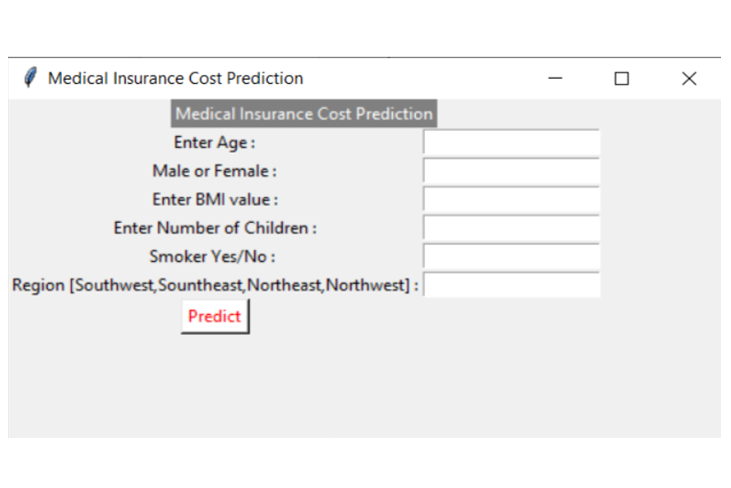 Medical Insurance Cost Prediction
Medical Insurance Cost Prediction
Enter Age :
Male or Female :
Enter BMI value :
Enter Number of Children :
Smoker Yes/No :
Region [Southwest,Sountheast,Northeast,Northwest] :
Predict